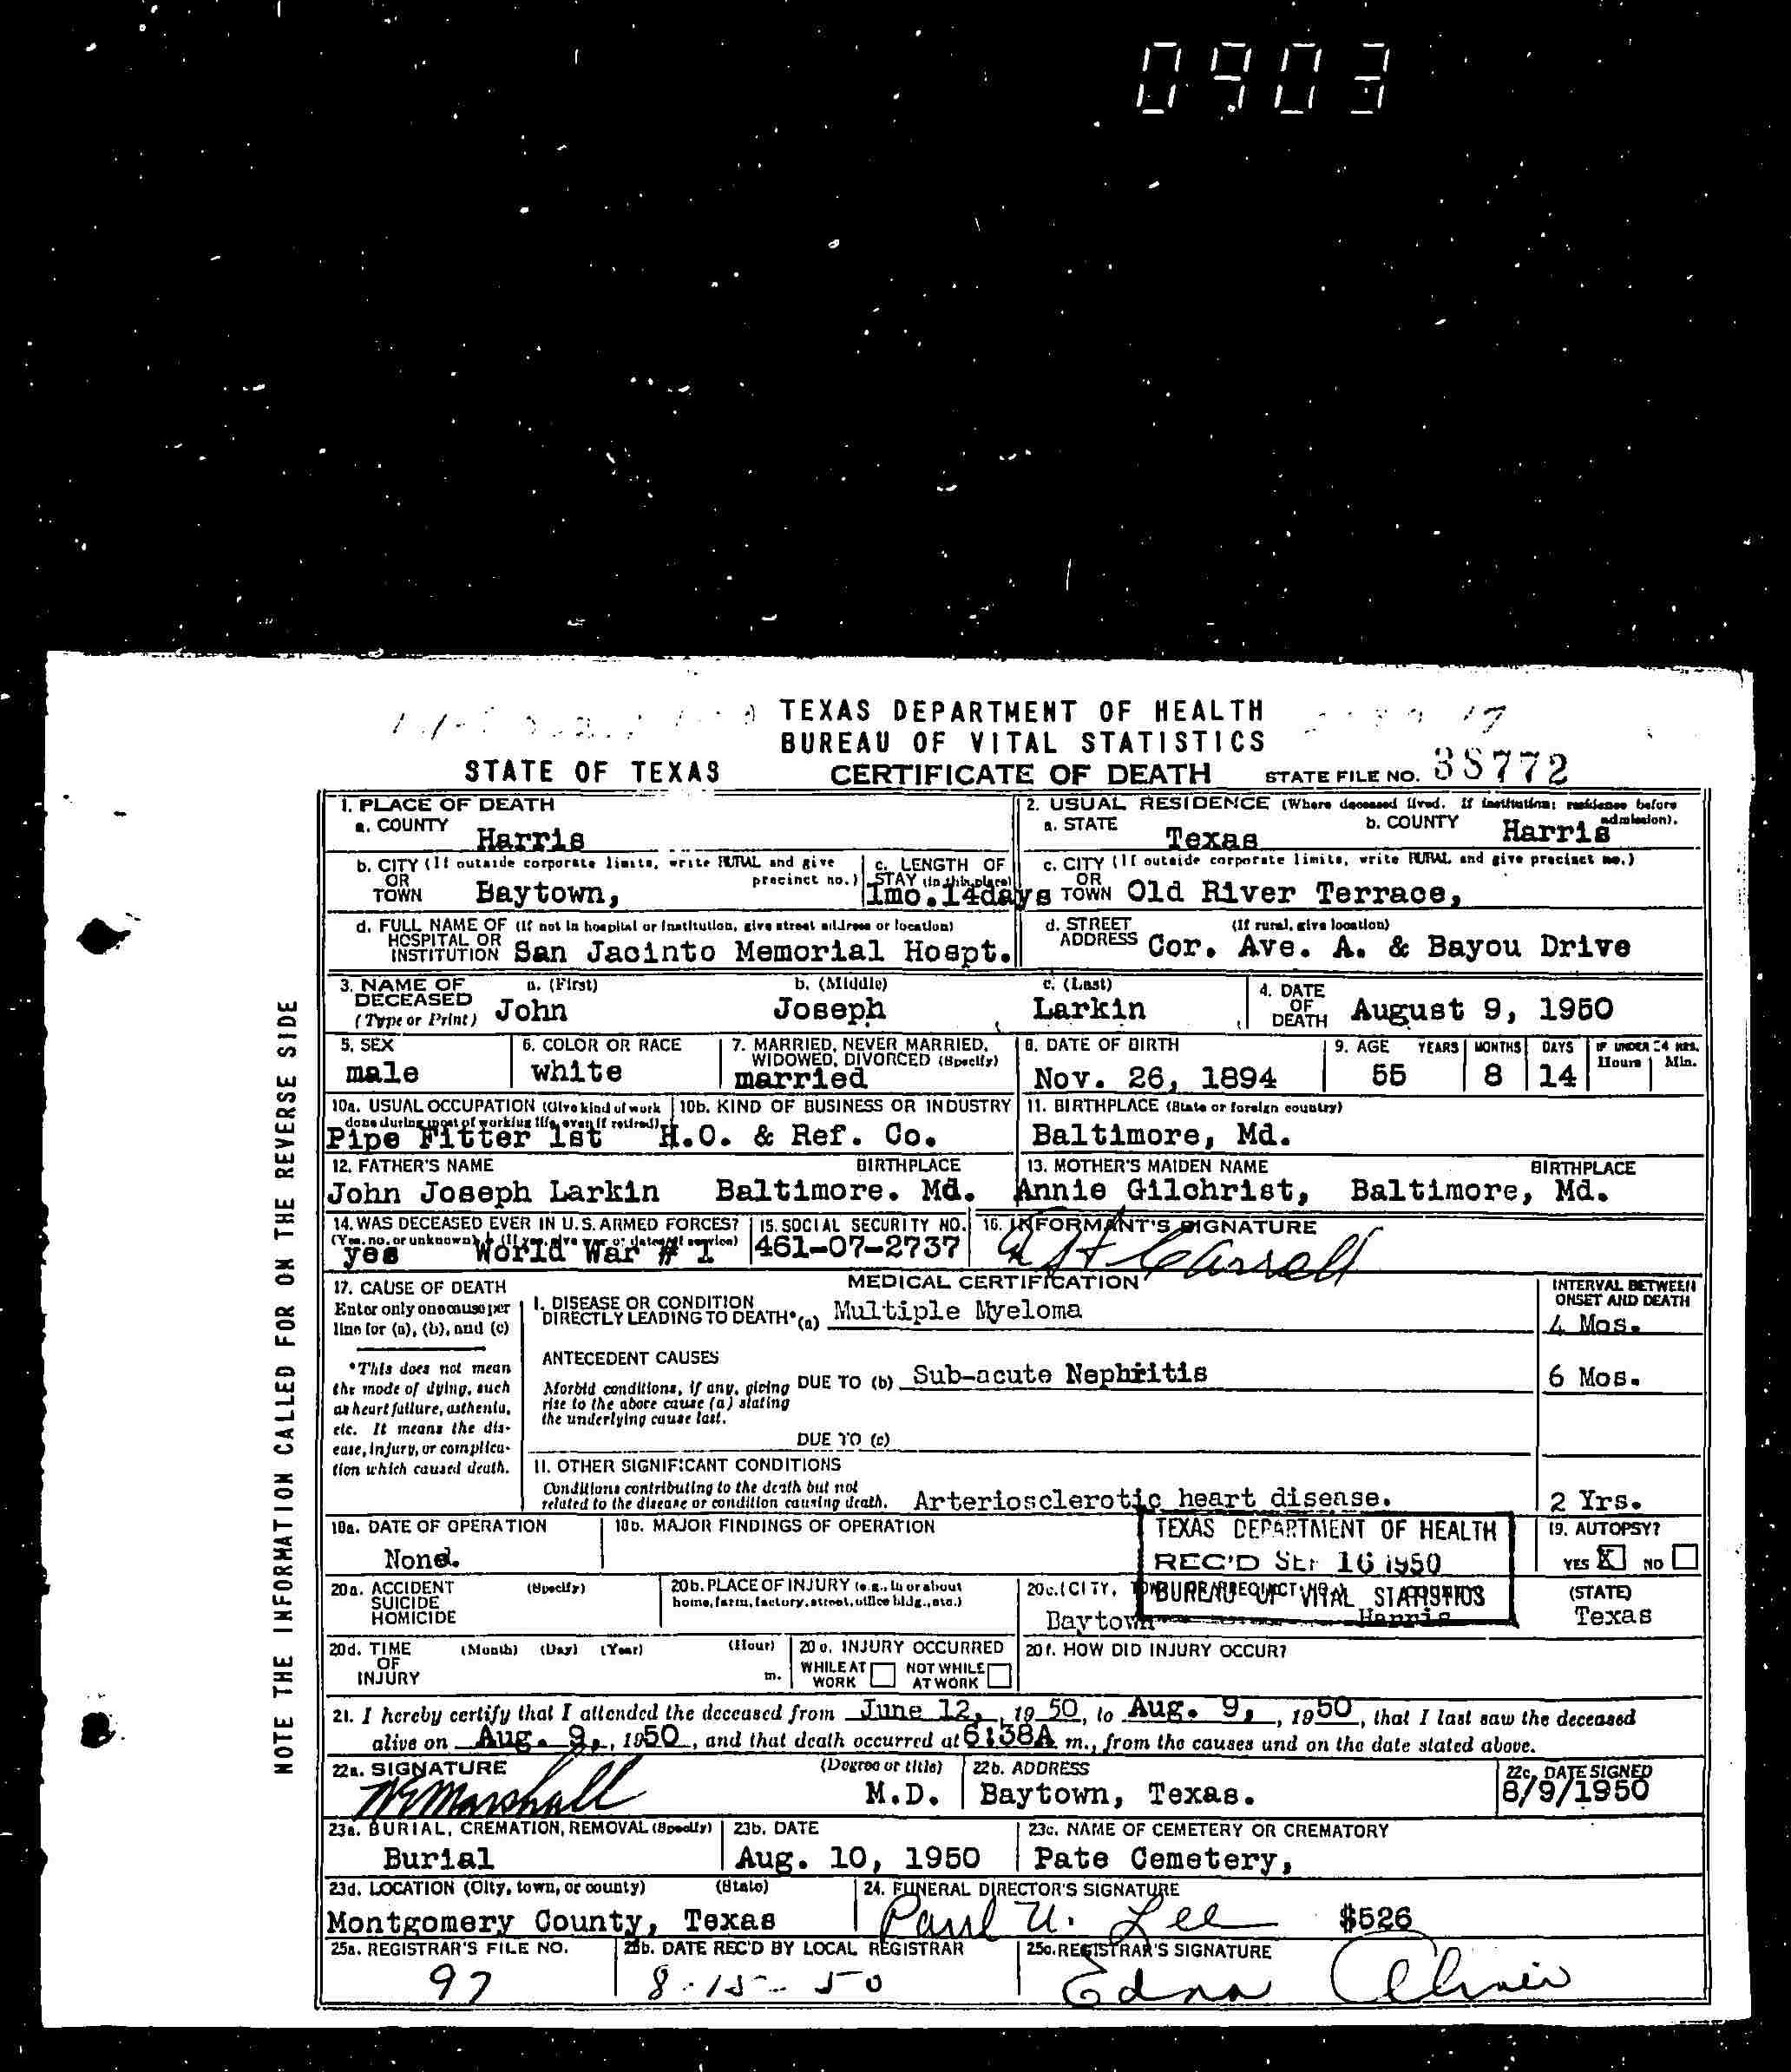 0903
TEXAS DEPARTMENT OF HEALTH
BUREAU OF VITAL STATISTICS
STATE OF TEXAS CERTIFICATE OF DEATH STATE FILE NO. 38772
NOTE THE INFORMATION CALLED FOR ON THE REVERSE SIDE
1. PLACE OF DEATH
a. COUNTY Harris
2. USUAL RESIDENCE (Where deceased lived. If institution: residence before admission).
a. STATE Texas b. COUNTY Harris
b. CITY (If outside corporate limits, write RURAL and give precinct no.)
OR TOWN Baytown,
c. LENGTH OF STAY (in this place) 1mo.14days
c. CITY (If outside corporate limits, write RURAL and give precinct no.)
OR TOWN Old River Terrace,
d. FULL NAME OF (If not in hospital or institution, give street address or location)
HOSPITAL OR INSTITUTION San Jacinto Memorial Hospt.
d. STREET ADDRESS (If rural, give location)
Cor. Ave. A. & Bayou Drive
3. NAME OF DECEASED (Type or Print)
a. (First) John b. (Middle) Joseph c. (Last) Larkin
4. DATE OF DEATH August 9, 1950
5. SEX male
6. COLOR OR RACE white
7. MARRIED, NEVER MARRIED, WIDOWED, DIVORCED (Specify) married
8. DATE OF BIRTH Nov. 26, 1894
9. AGE YEARS 55 MONTHS 8 DAYS 14 IF UNDER 24 HRS. Hours Min.
10a. USUAL OCCUPATION (Give kind of work done during most of working life, even if retired) Pipe Fitter 1st
10b. KIND OF BUSINESS OR INDUSTRY H.O. & Ref. Co.
11. BIRTHPLACE (State or foreign country) Baltimore, Md.
12. FATHER'S NAME BIRTHPLACE
John Joseph Larkin Baltimore. Md.
13. MOTHER'S MAIDEN NAME BIRTHPLACE
Annie Gilchrist, Baltimore, Md.
14. WAS DECEASED EVER IN U.S. ARMED FORCES?
(Yes, no, or unknown) (If yes, give war or dates of service)
yes World War # 1
15. SOCIAL SECURITY NO. 461-07-2737
16. INFORMANT'S SIGNATURE
Carrell
17. CAUSE OF DEATH
Enter only one cause per line for (a), (b), and (c)
*This does not mean the mode of dying, such as heart failure, asthenia, etc. It means the disease, injury, or complication which caused death.
MEDICAL CERTIFICATION
INTERVAL BETWEEN ONSET AND DEATH
I. DISEASE OR CONDITION DIRECTLY LEADING TO DEATH* (a) Multiple Myeloma 4 Mos.
ANTECEDENT CAUSES
Morbid conditions, if any, giving rise to the above cause (a) stating the underlying cause last.
DUE TO (b) Sub-acute Nephritis 6 Mos.
DUE TO (c)
II. OTHER SIGNIFICANT CONDITIONS
Conditions contributing to the death but not related to the disease or condition causing death. Arteriosclerotic heart disease. 2 Yrs.
18a. DATE OF OPERATION None.
18b. MAJOR FINDINGS OF OPERATION
TEXAS DEPARTMENT OF HEALTH
REC'D SEP 16 1950
BUREAU OF VITAL STATISTICS
19. AUTOPSY? YES X NO
20a. ACCIDENT SUICIDE HOMICIDE (Specify)
20b. PLACE OF INJURY (e.g., in or about home, farm, factory, street, office bldg., etc.)
20c. (CITY, (STATE)
Baytown Harris Texas
20d. TIME OF INJURY (Month) (Day) (Year) (Hour) m.
20e. INJURY OCCURRED WHILE AT WORK NOT WHILE AT WORK
20f. HOW DID INJURY OCCUR?
21. I hereby certify that I attended the deceased from June 12, 1950, to Aug. 9, 1950, that I last saw the deceased
alive on Aug. 9, 1950, and that death occurred at 6:38A m., from the causes and on the date stated above.
22a. SIGNATURE Marshall (Degree or title) M.D.
22b. ADDRESS Baytown, Texas.
22c. DATE SIGNED 8/9/1950
23a. BURIAL, CREMATION, REMOVAL (Specify) Burial
23b. DATE Aug. 10, 1950
23c. NAME OF CEMETERY OR CREMATORY Pate Cemetery,
23d. LOCATION (City, town, or county) (State)
Montgomery County, Texas
24. FUNERAL DIRECTOR'S SIGNATURE
Paul U. Lee $526
25a. REGISTRAR'S FILE NO. 97
25b. DATE REC'D BY LOCAL REGISTRAR 8-15-50
25c. REGISTRAR'S SIGNATURE
Edna